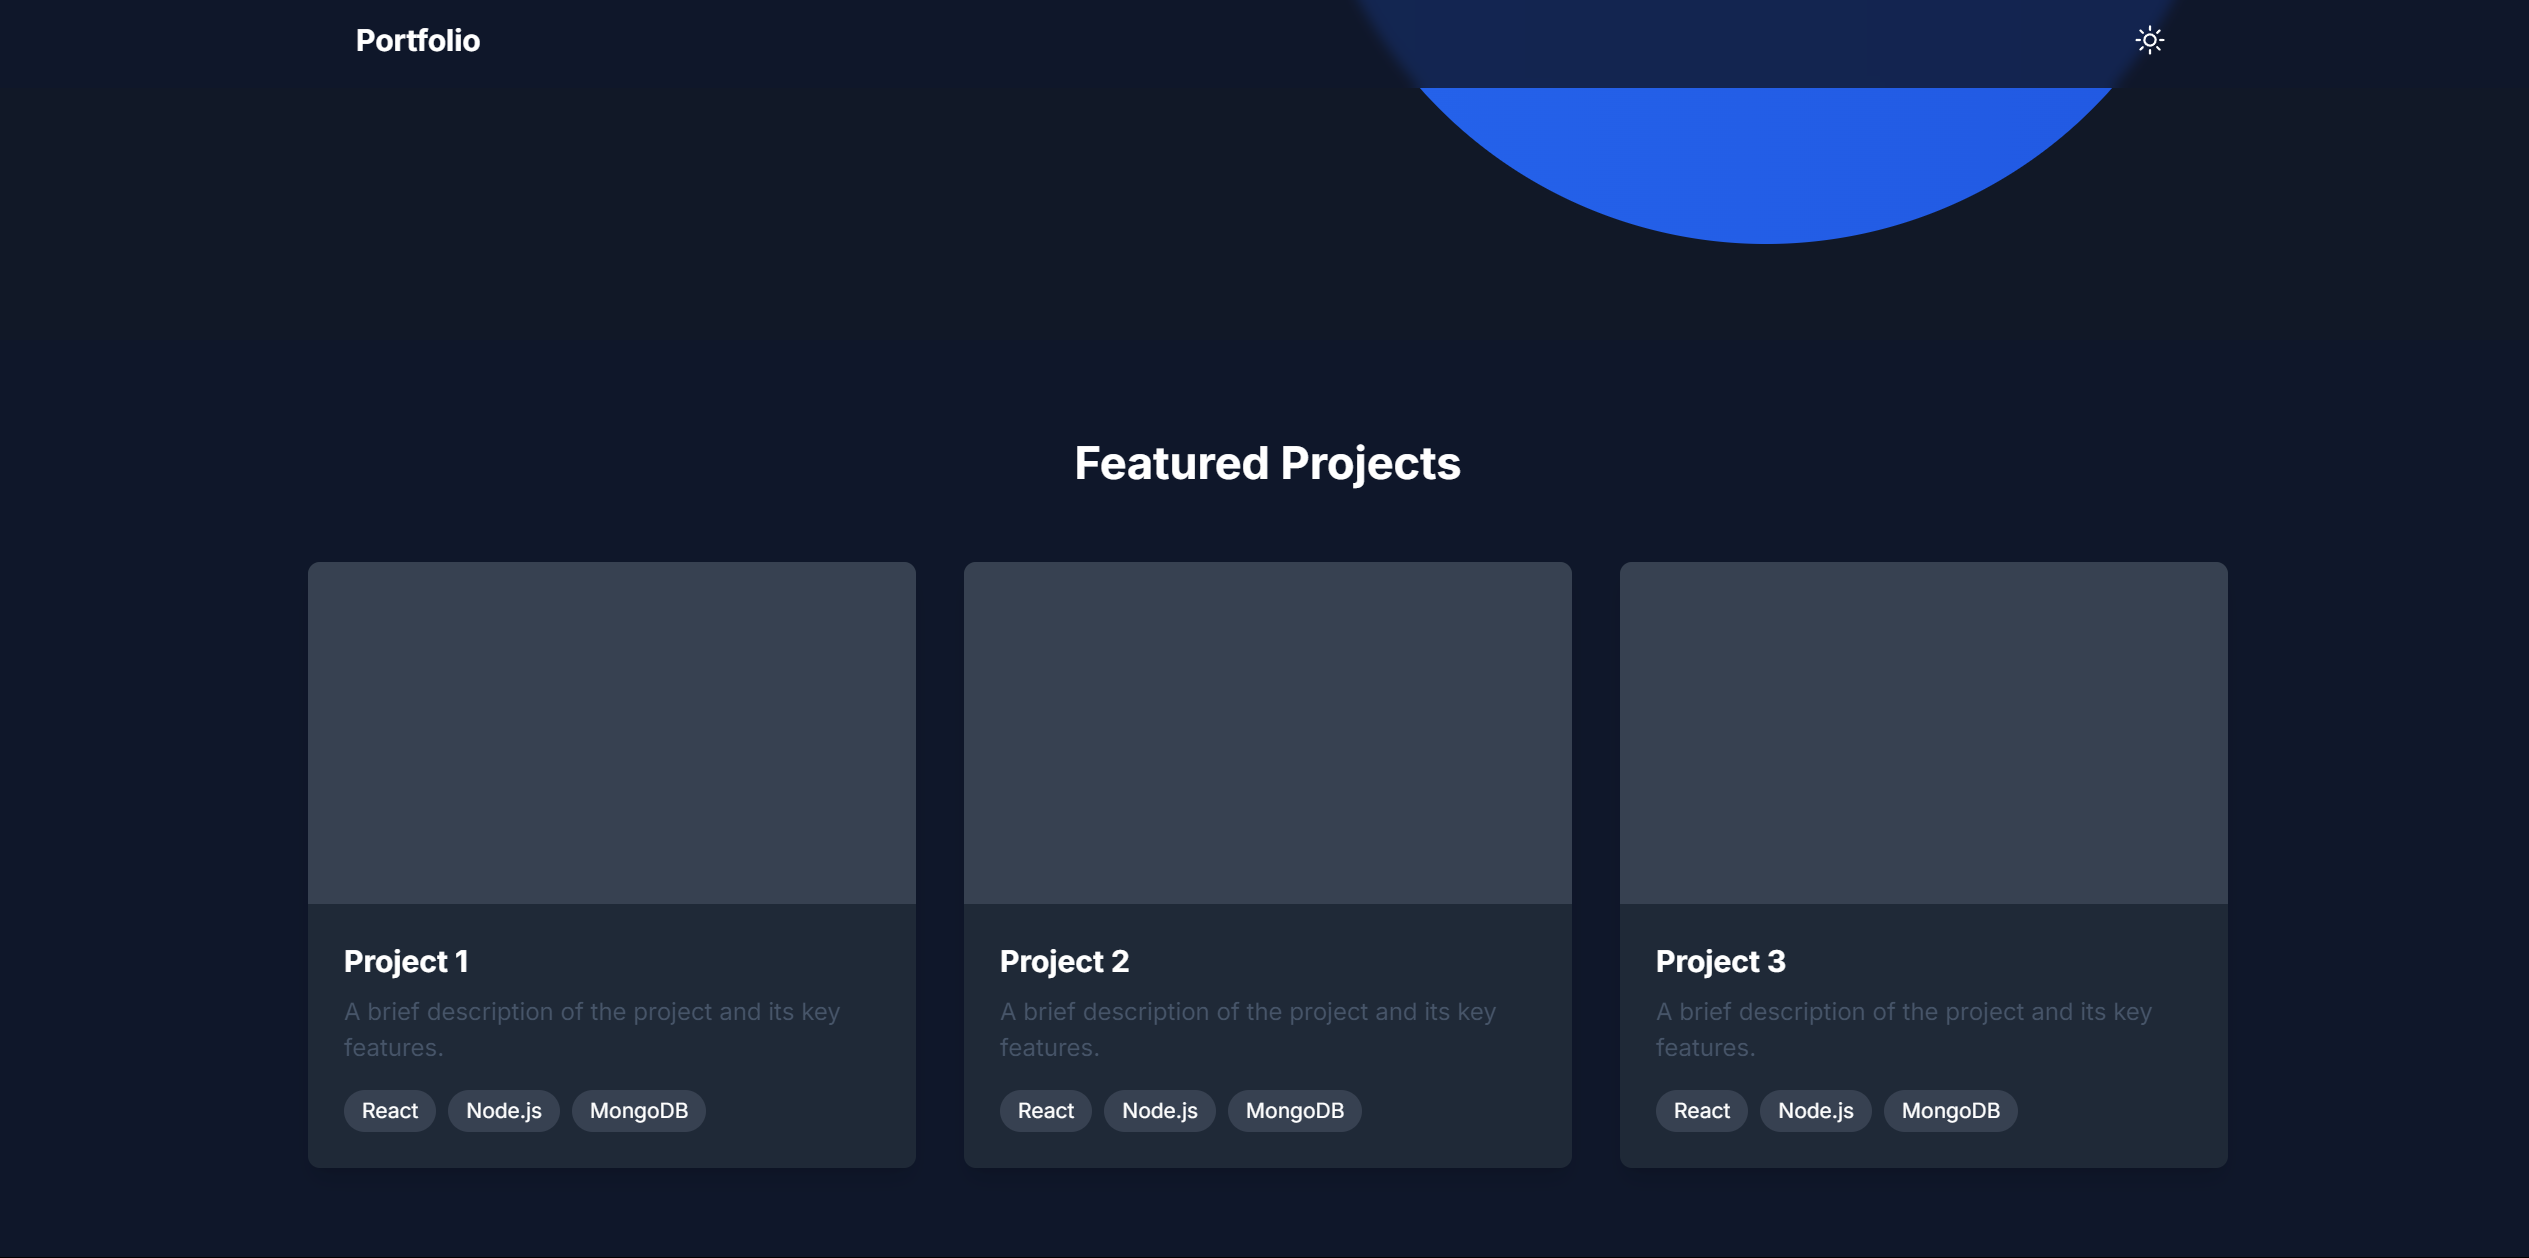 Portfolio
Featured Projects
Project 1
A brief description of the project and its key
features.
React Node.js MongoDB
Project 2
A brief description of the project and its key
features.
React Node.js MongoDB
Project 3
A brief description of the project and its key
features.
React Node.js MongoDB